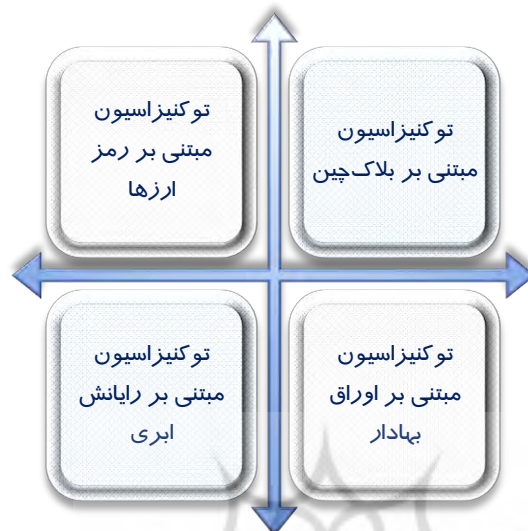 توکنیزاسیون
مبتنی بر بلاک‌چین
توکنیزاسیون
مبتنی بر رمز
ارزها
توکنیزاسیون
مبتنی بر اوراق
بهادار
توکنیزاسیون
مبتنی بر رایانش
ابری